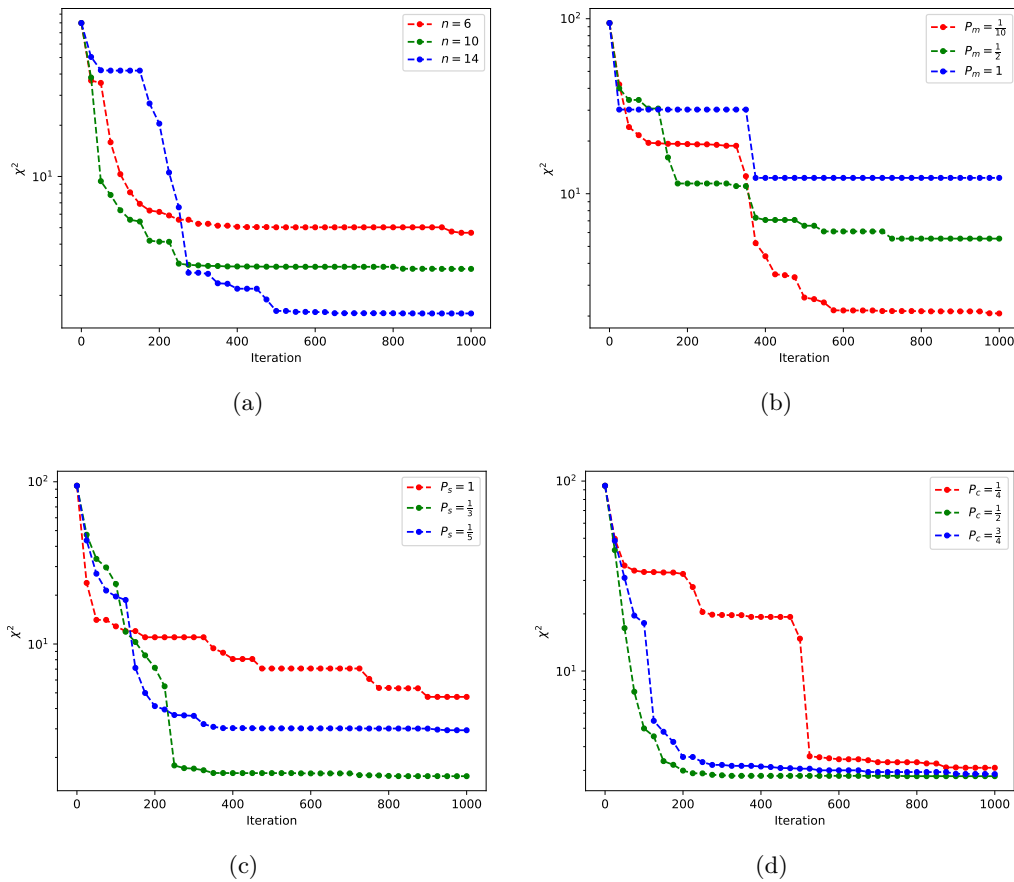 n = 6
n = 10
n = 14
10¹
χ²
0 200 400 600 800 1000
Iteration
(a)
P_m = 1/10
P_m = 1/2
P_m = 1
10²
10¹
χ²
0 200 400 600 800 1000
Iteration
(b)
P_s = 1
P_s = 1/3
P_s = 1/5
10²
10¹
χ²
0 200 400 600 800 1000
Iteration
(c)
P_c = 1/4
P_c = 1/2
P_c = 3/4
10²
10¹
χ²
0 200 400 600 800 1000
Iteration
(d)